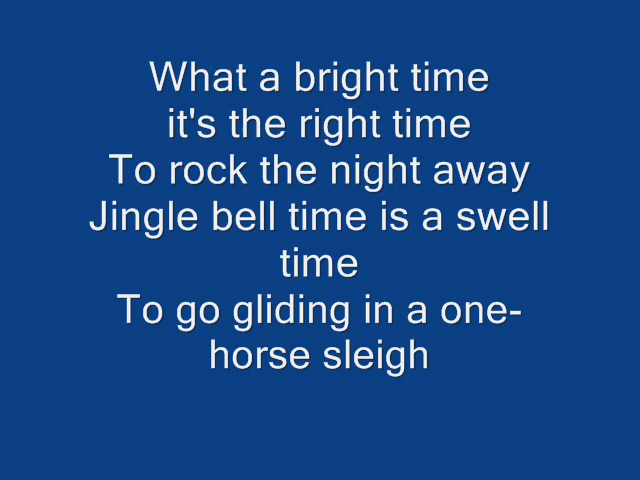 What a bright time
it's the right time
To rock the night away
Jingle bell time is a swell
time
To go gliding in a one-
horse sleigh